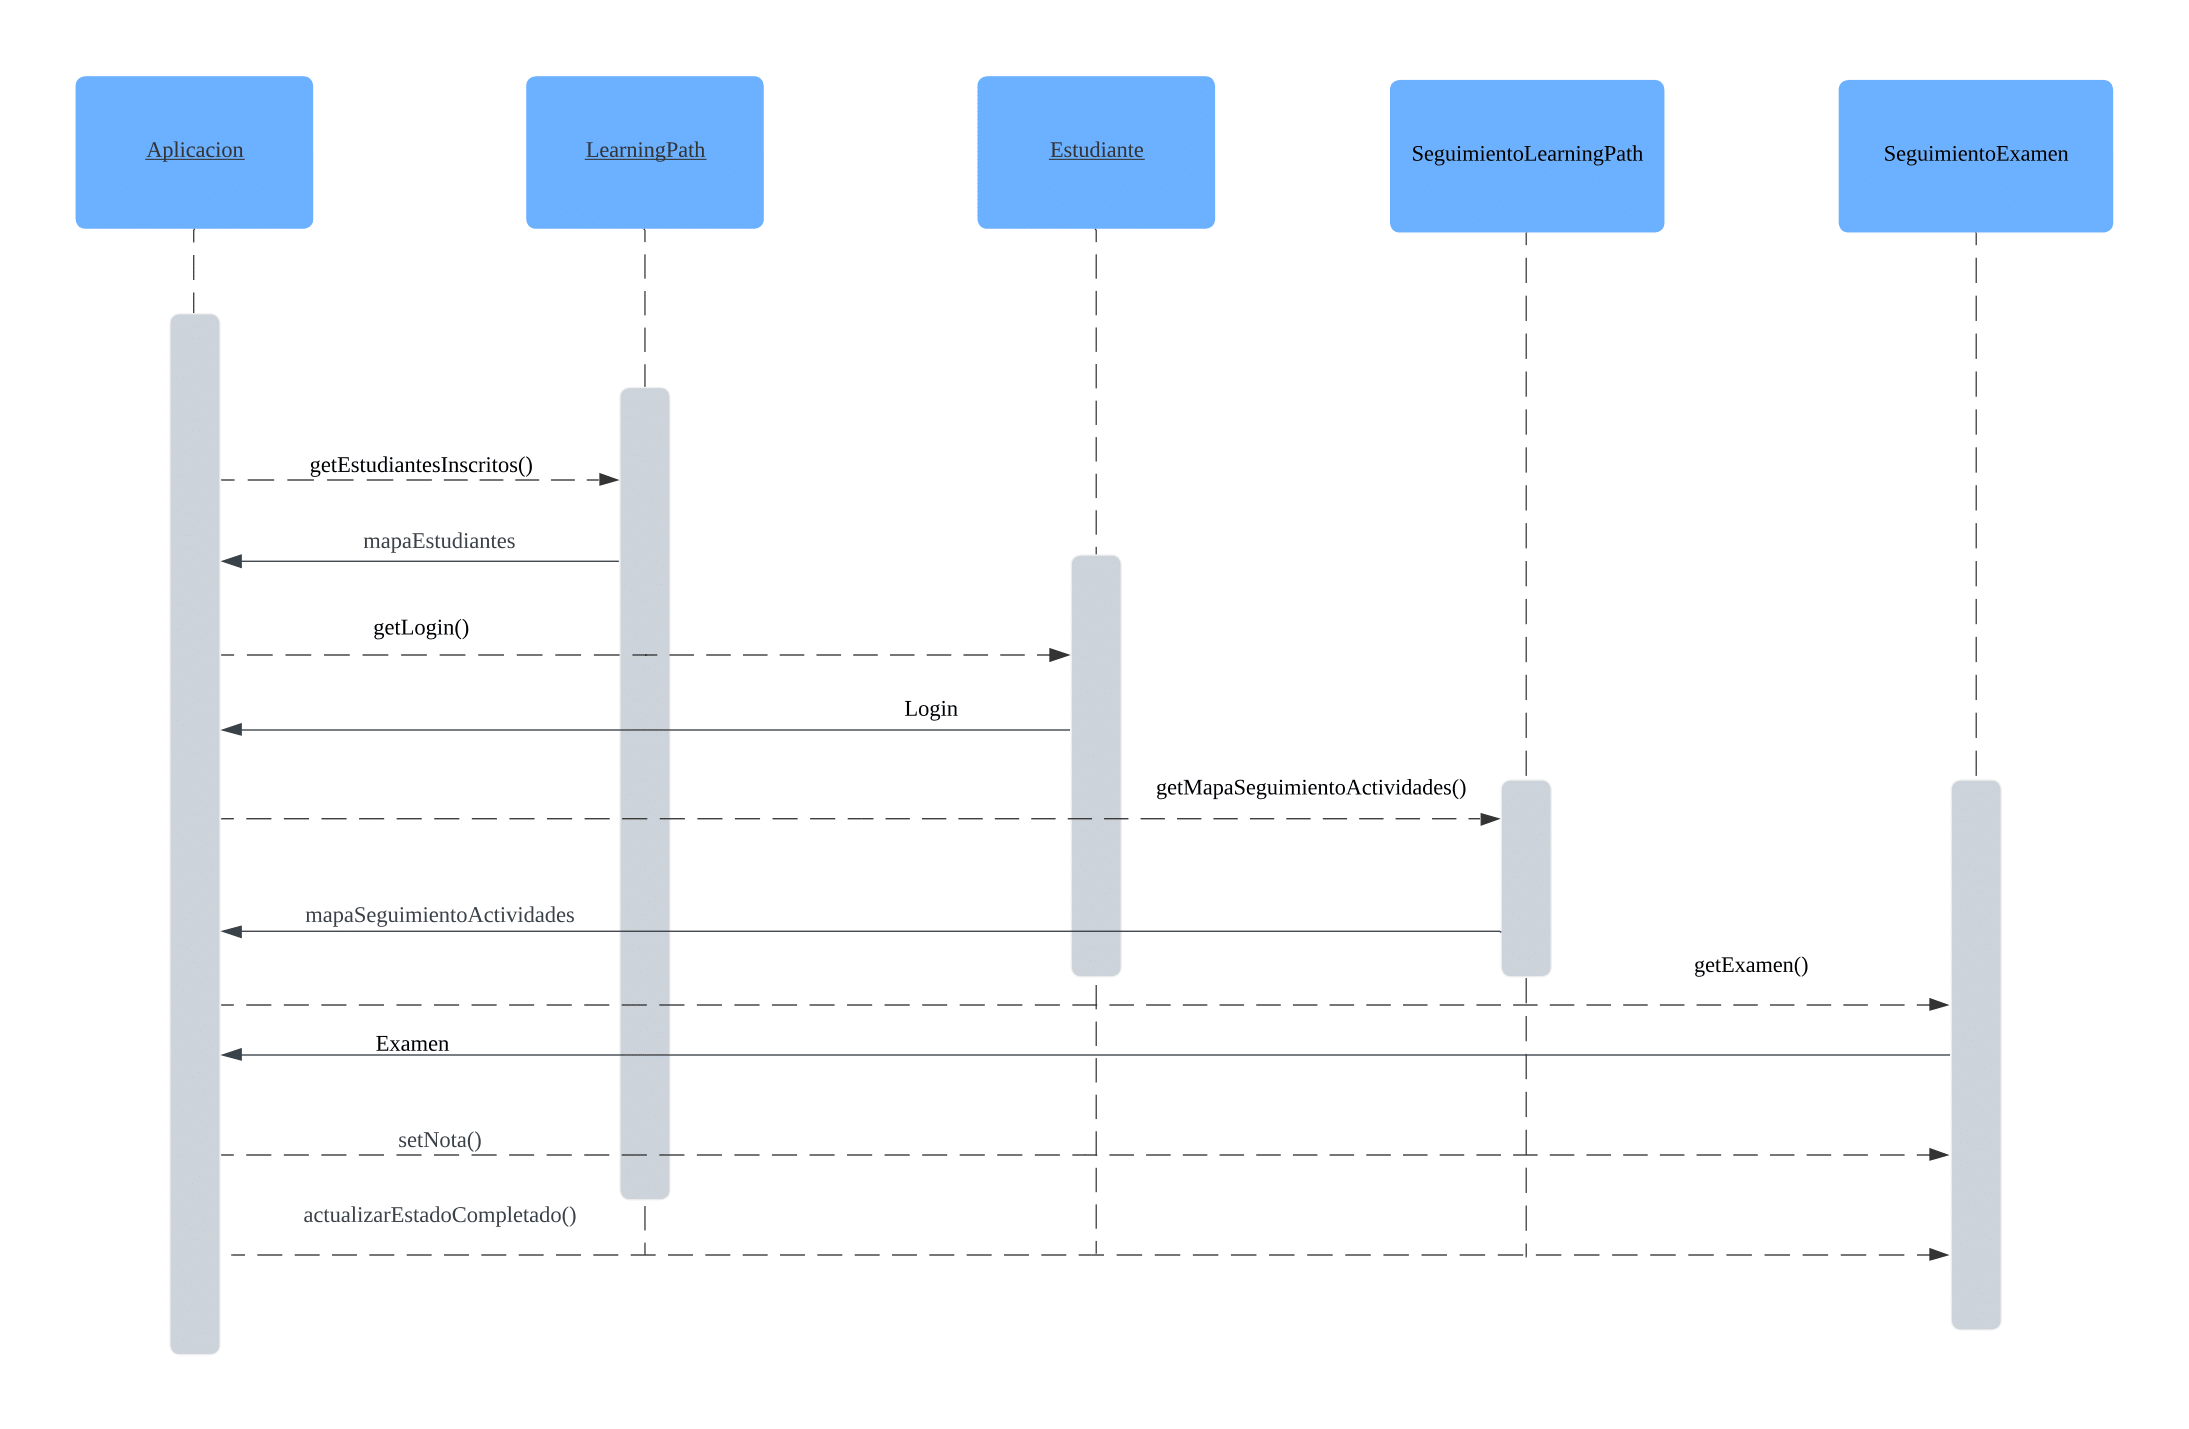 Aplicacion
LearningPath
Estudiante
SeguimientoLearningPath
SeguimientoExamen
getEstudiantesInscritos()
mapaEstudiantes
getLogin()
Login
getMapaSeguimientoActividades()
mapaSeguimientoActividades
getExamen()
Examen
setNota()
actualizarEstadoCompletado()